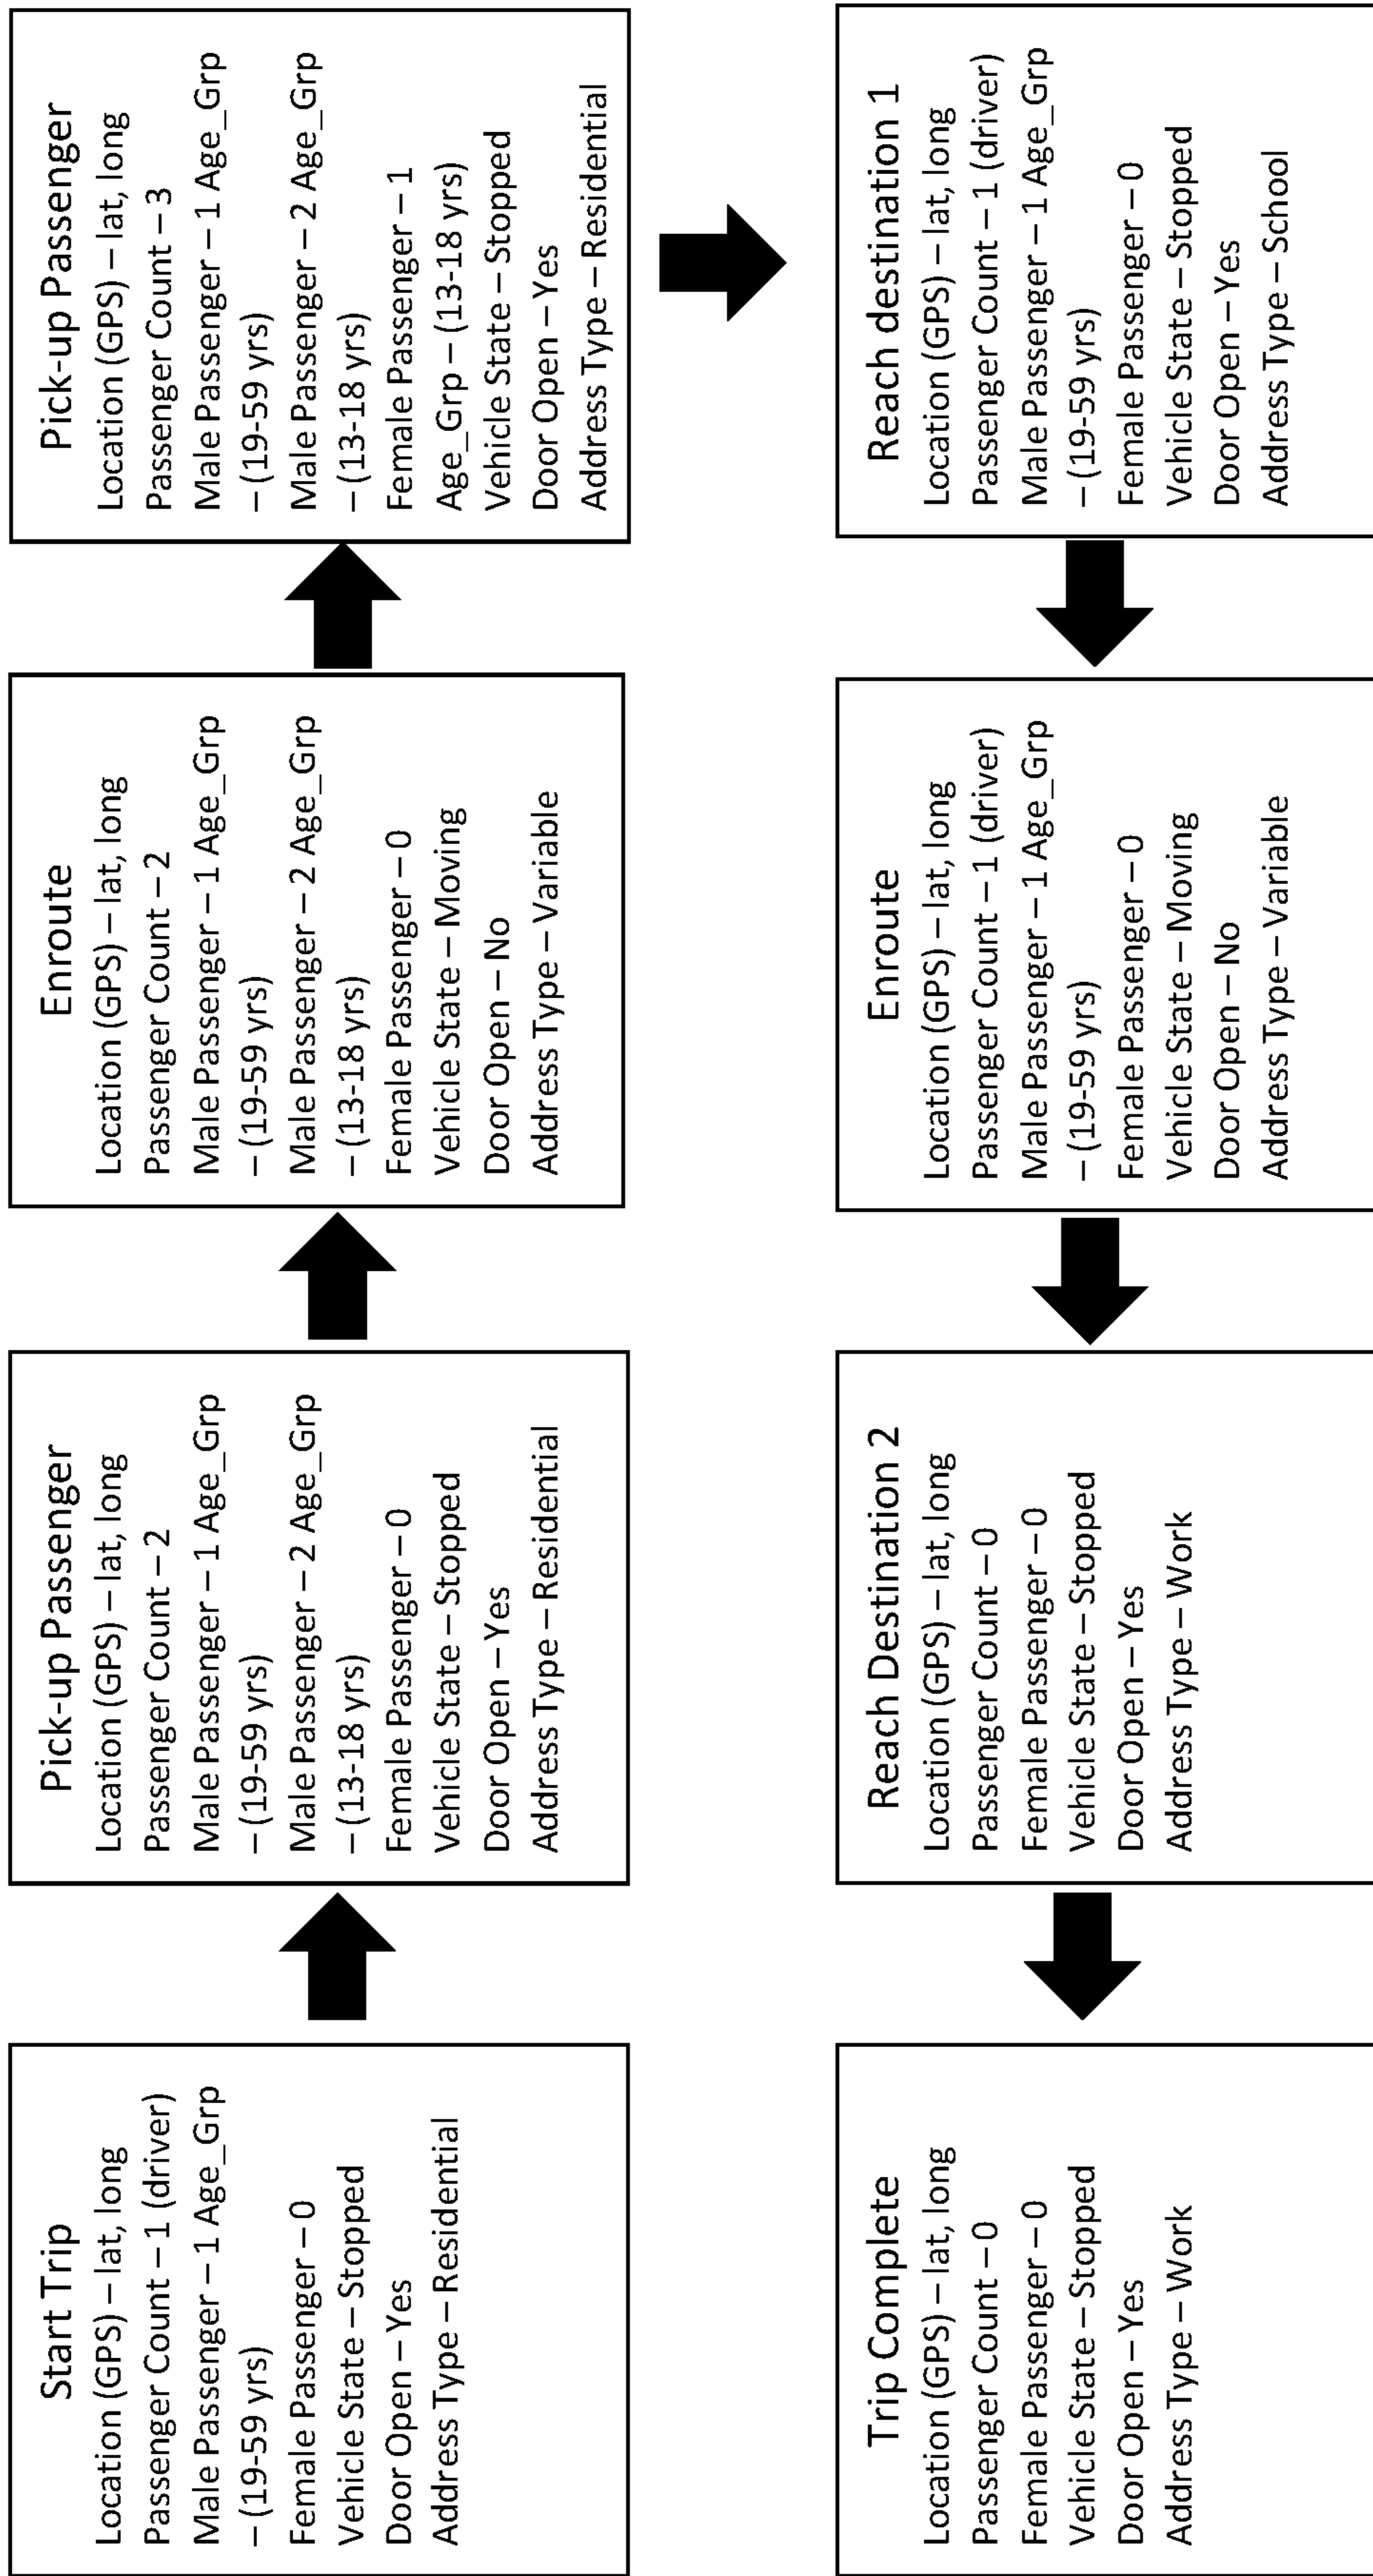 Start Trip
Location (GPS) – lat, long
Passenger Count – 1 (driver)
Male Passenger – 1 Age_Grp
– (19-59 yrs)
Female Passenger – 0
Vehicle State – Stopped
Door Open – Yes
Address Type – Residential
Pick-up Passenger
Location (GPS) – lat, long
Passenger Count – 2
Male Passenger – 1 Age_Grp
– (19-59 yrs)
Male Passenger – 2 Age_Grp
– (13-18 yrs)
Female Passenger – 0
Vehicle State – Stopped
Door Open – Yes
Address Type – Residential
Enroute
Location (GPS) – lat, long
Passenger Count – 2
Male Passenger – 1 Age_Grp
– (19-59 yrs)
Male Passenger – 2 Age_Grp
– (13-18 yrs)
Female Passenger – 0
Vehicle State – Moving
Door Open – No
Address Type – Variable
Pick-up Passenger
Location (GPS) – lat, long
Passenger Count – 3
Male Passenger – 1 Age_Grp
– (19-59 yrs)
Male Passenger – 2 Age_Grp
– (13-18 yrs)
Female Passenger – 1
Age_Grp – (13-18 yrs)
Vehicle State – Stopped
Door Open – Yes
Address Type – Residential
Reach destination 1
Location (GPS) – lat, long
Passenger Count – 1 (driver)
Male Passenger – 1 Age_Grp
– (19-59 yrs)
Female Passenger – 0
Vehicle State – Stopped
Door Open – Yes
Address Type – School
Enroute
Location (GPS) – lat, long
Passenger Count – 1 (driver)
Male Passenger – 1 Age_Grp
– (19-59 yrs)
Female Passenger – 0
Vehicle State – Moving
Door Open – No
Address Type – Variable
Reach Destination 2
Location (GPS) – lat, long
Passenger Count – 0
Female Passenger – 0
Vehicle State – Stopped
Door Open – Yes
Address Type – Work
Trip Complete
Location (GPS) – lat, long
Passenger Count – 0
Female Passenger – 0
Vehicle State – Stopped
Door Open – Yes
Address Type – Work